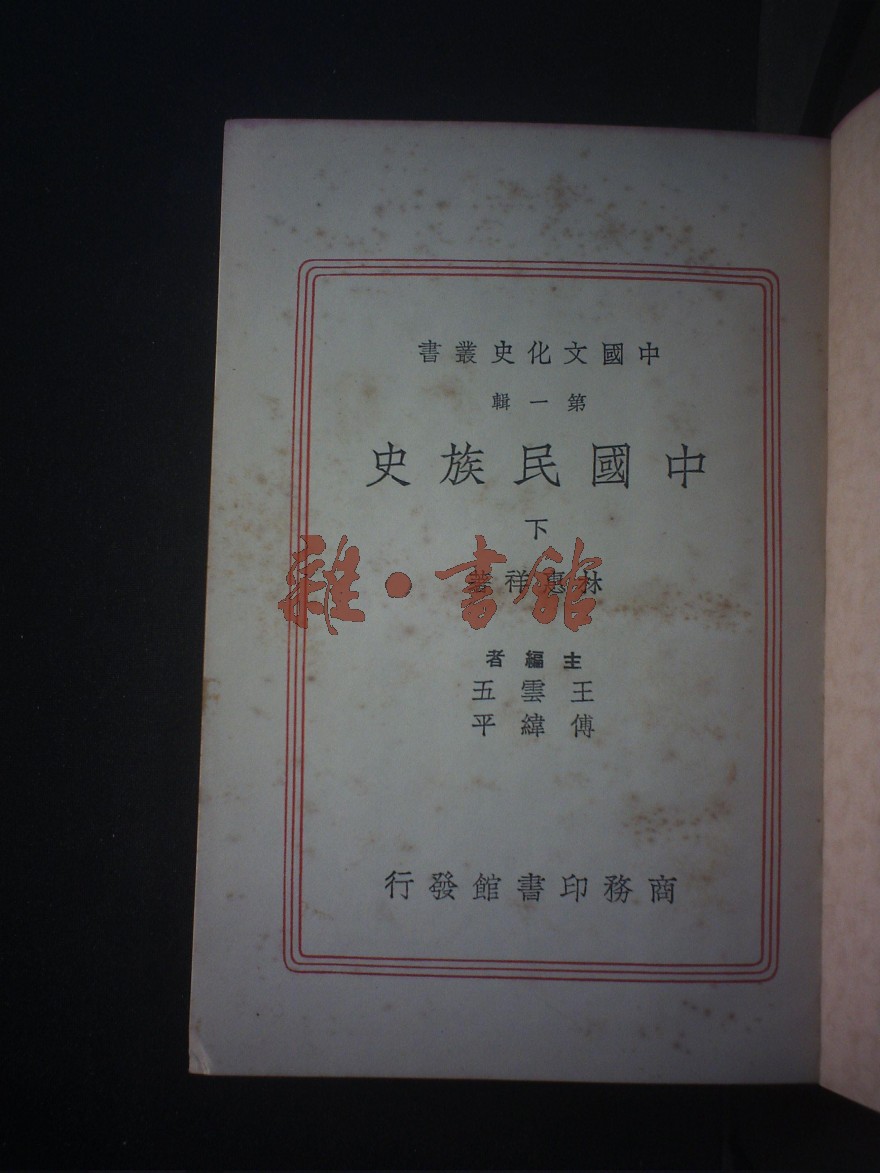 中國文化史叢書
第一輯
中國民族史
下
林惠祥著
雜·書館
主編者
王雲五
傅緯平
商務印書館發行